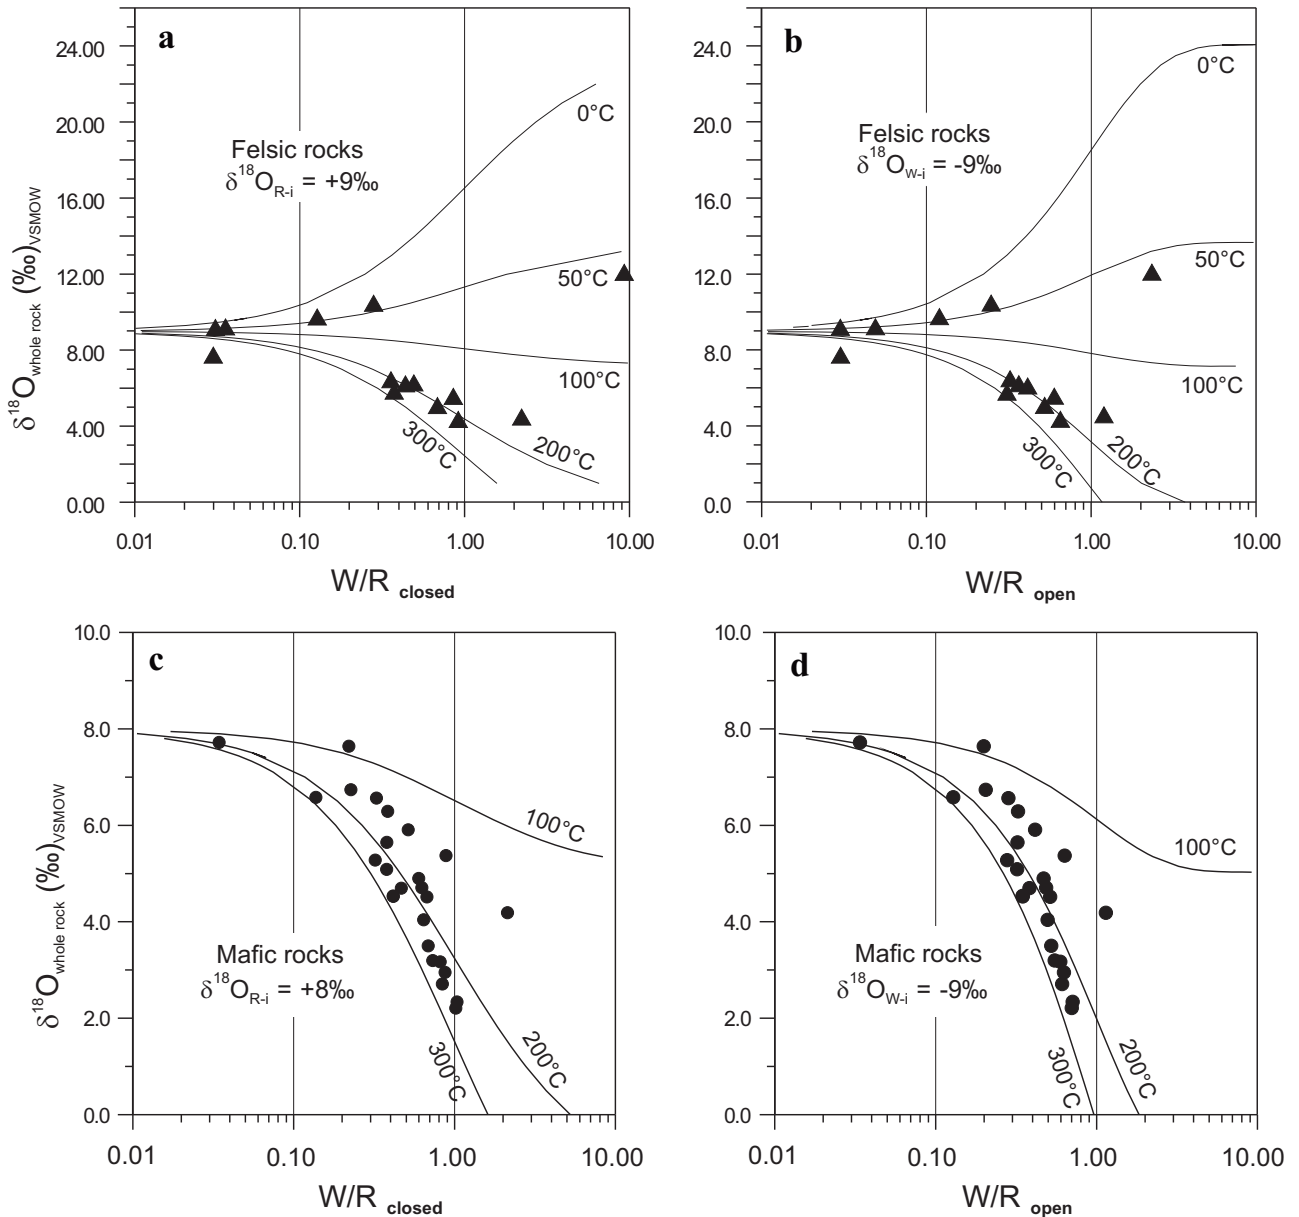 a
24.00
20.00
16.00
12.00
8.00
4.00
0.00
δ18Owhole rock (‰)VSMOW
Felsic rocks
δ18OR-i = +9‰
0°C
50°C
100°C
200°C
300°C
0.01 0.10 1.00 10.00
W/R closed
b
24.0
20.0
16.0
12.0
8.0
4.0
0.0
Felsic rocks
δ18OW-i = -9‰
0°C
50°C
100°C
200°C
300°C
0.01 0.10 1.00 10.00
W/R open
c
10.0
8.0
6.0
4.0
2.0
0.0
δ18Owhole rock (‰)VSMOW
100°C
Mafic rocks
δ18OR-i = +8‰
200°C
300°C
0.01 0.10 1.00 10.00
W/R closed
d
10.0
8.0
6.0
4.0
2.0
0.0
100°C
Mafic rocks
δ18OW-i = -9‰
300°C
200°C
0.01 0.10 1.00 10.00
W/R open